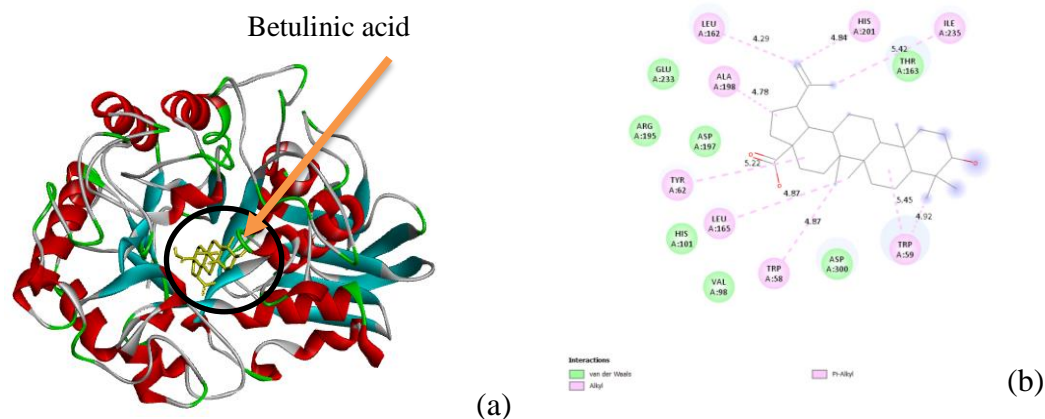 Betulinic acid
LEU
A:162
HIS
A:201
ILE
A:235
4.29
4.84
5.42
THR
A:163
GLU
A:233
ALA
A:198
4.78
ARG
A:195
ASP
A:197
O
O
5.22
TYR
A:62
4.87
LEU
A:165
5.45
4.92
4.87
HIS
A:101
TRP
A:59
TRP
A:58
ASP
A:300
VAL
A:98
Interactions
van der Waals
Alkyl
Pi-Alkyl
(a)
(b)